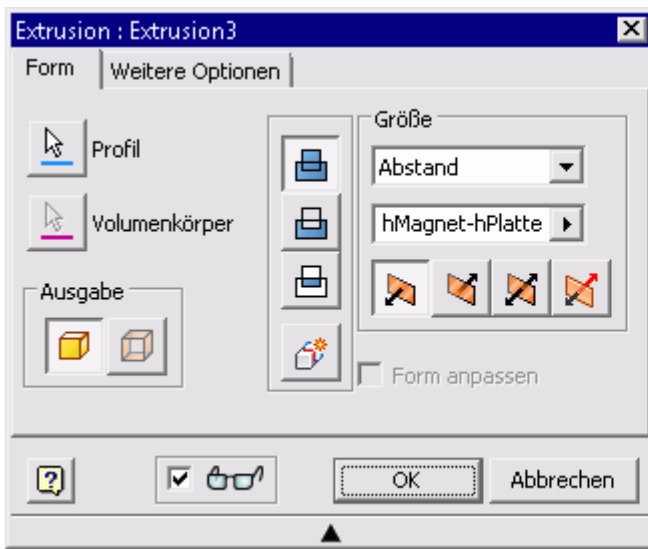 Extrusion : Extrusion3
Form
Weitere Optionen
Profil
Volumenkörper
Ausgabe
Größe
Abstand
hMagnet-hPlatte
Form anpassen
OK
Abbrechen